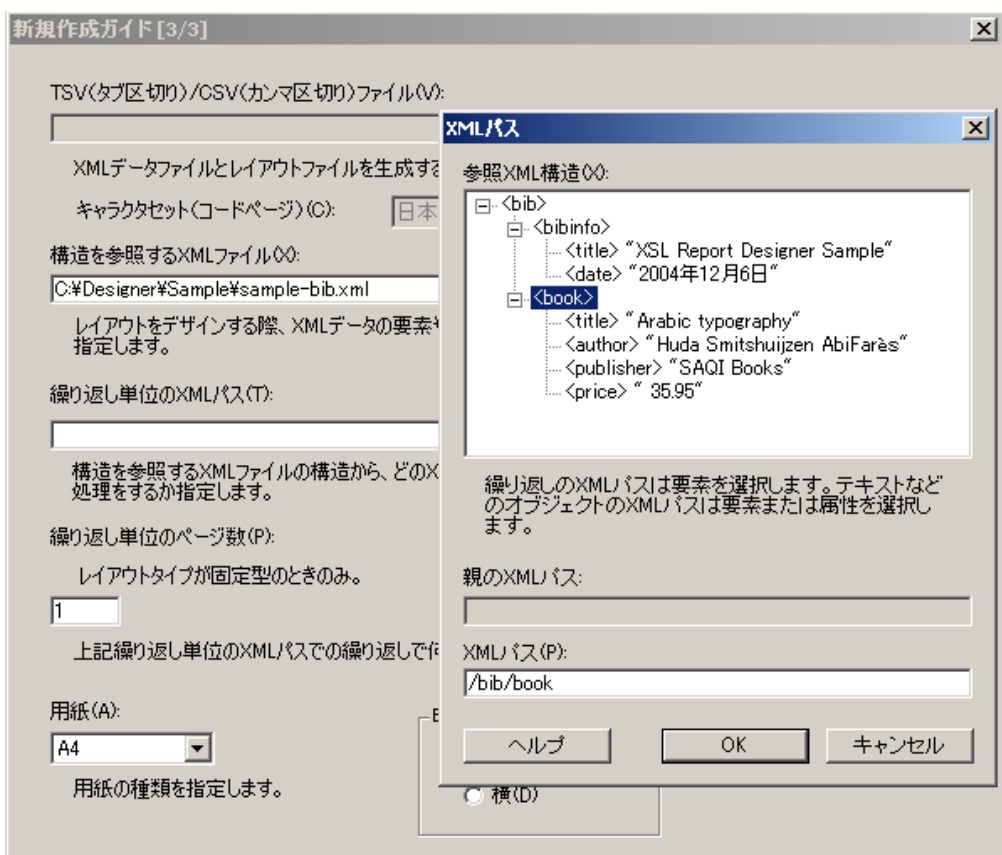 新規作成ガイド[3/3]
TSV(タブ区切り)/CSV(カンマ区切り)ファイル(V):
XMLデータファイルとレイアウトファイルを生成する
キャラクタセット(コードページ)(C):
日本
構造を参照するXMLファイル(X):
C:¥Designer¥Sample¥sample-bib.xml
レイアウトをデザインする際、XMLデータの要素や
指定します。
繰り返し単位のXMLパス(T):
構造を参照するXMLファイルの構造から、どのX
処理をするか指定します。
繰り返し単位のページ数(P):
レイアウトタイプが固定型のときのみ。
1
上記繰り返し単位のXMLパスでの繰り返しで何
用紙(A):
A4
用紙の種類を指定します。
横(D)
XMLパス
参照XML構造(X):
<bib>
<bibinfo>
<title> "XSL Report Designer Sample"
<date> "2004年12月6日"
<book>
<title> "Arabic typography"
<author> "Huda Smitshuijzen AbiFarès"
<publisher> "SAQI Books"
<price> " 35.95"
繰り返しのXMLパスは要素を選択します。テキストなど
のオブジェクトのXMLパスは要素または属性を選択し
ます。
親のXMLパス:
XMLパス(P):
/bib/book
ヘルプ
OK
キャンセル